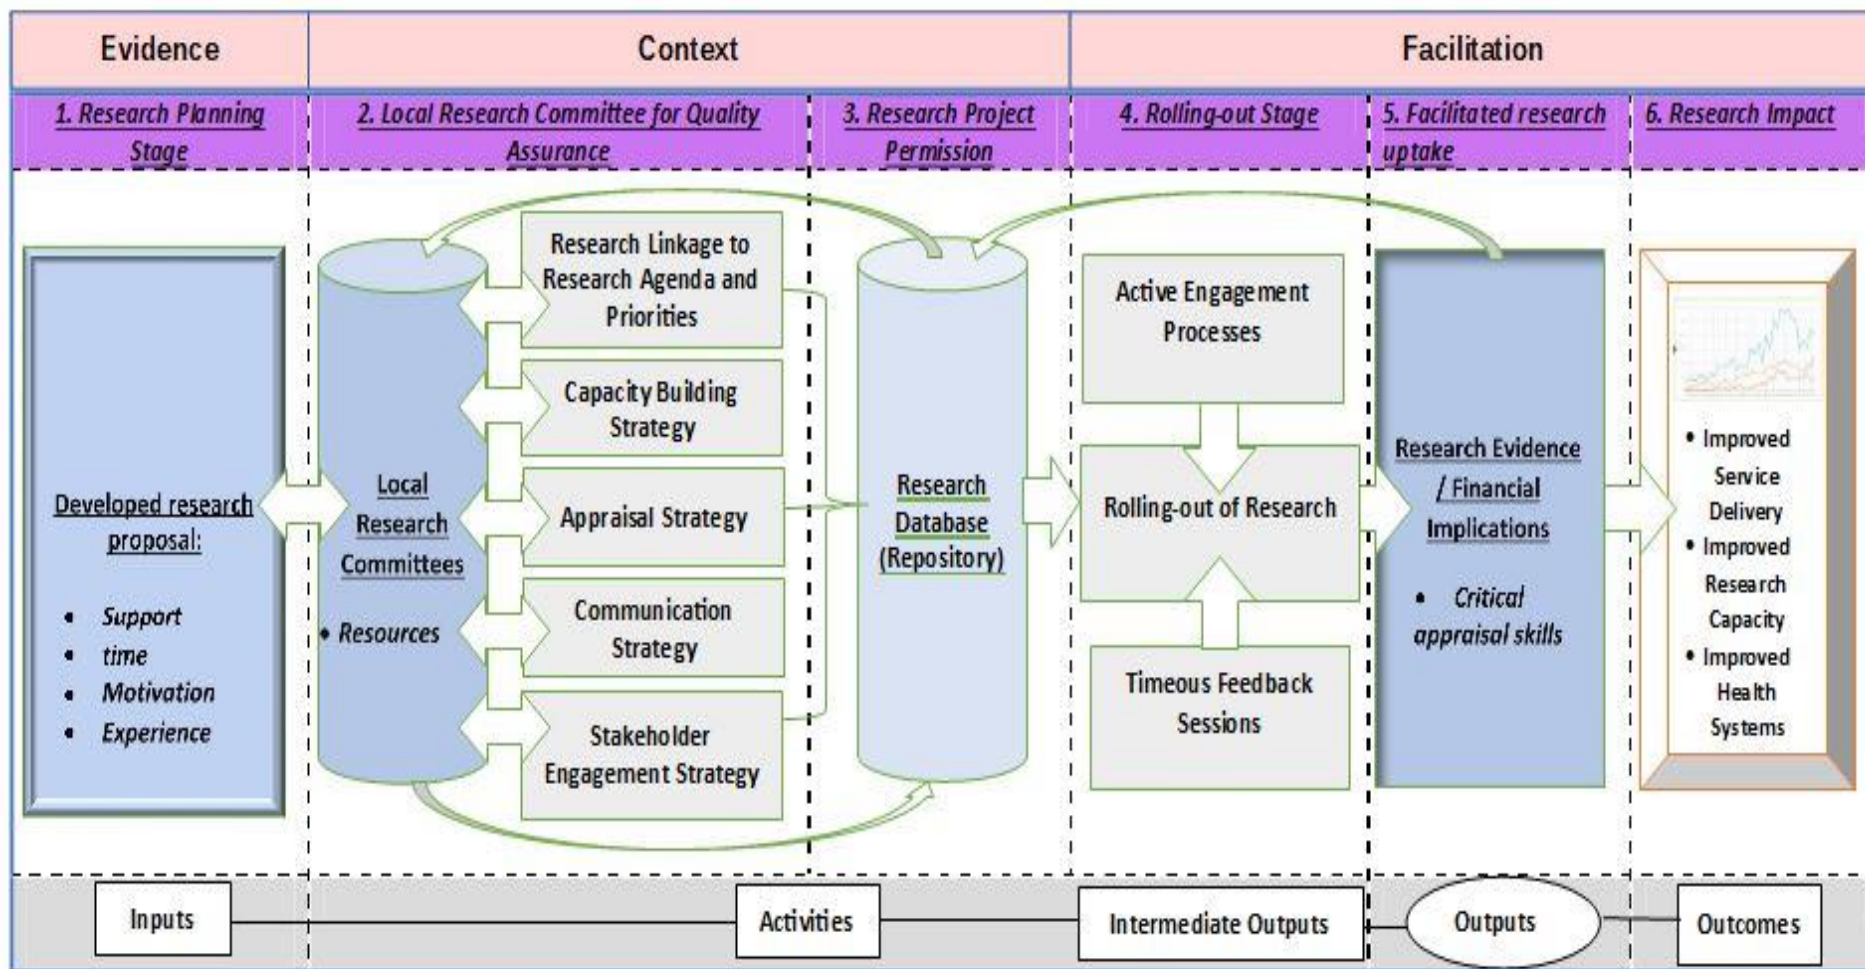 Evidence
Context
Facilitation
1. Research Planning
Stage
2. Local Research Committee for Quality
Assurance
3. Research Project
Permission
4. Rolling-out Stage
5. Facilitated research
uptake
6. Research Impact
Developed research
proposal:
• Support
• time
• Motivation
• Experience
Local
Research
Committees
• Resources
Research Linkage to
Research Agenda and
Priorities
Capacity Building
Strategy
Appraisal Strategy
Communication
Strategy
Stakeholder
Engagement Strategy
Research
Database
(Repository)
Active Engagement
Processes
Rolling-out of Research
Timeous Feedback
Sessions
Research Evidence
/ Financial
Implications
• Critical
appraisal skills
• Improved
Service
Delivery
• Improved
Research
Capacity
• Improved
Health
Systems
Inputs
Activities
Intermediate Outputs
Outputs
Outcomes